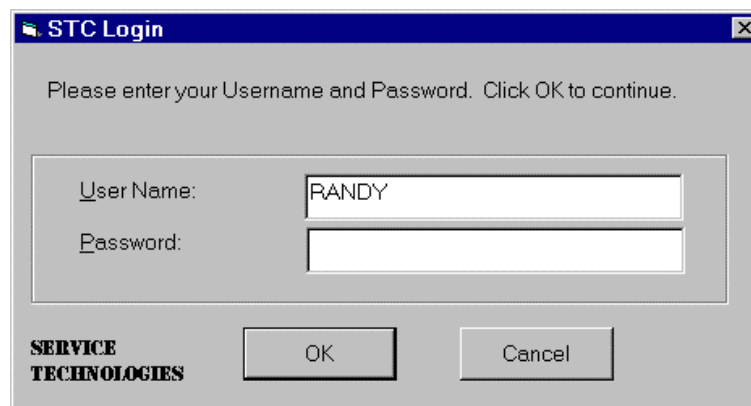 STC Login
Please enter your Username and Password.  Click OK to continue.
User Name:
RANDY
Password:
SERVICE
TECHNOLOGIES
OK
Cancel